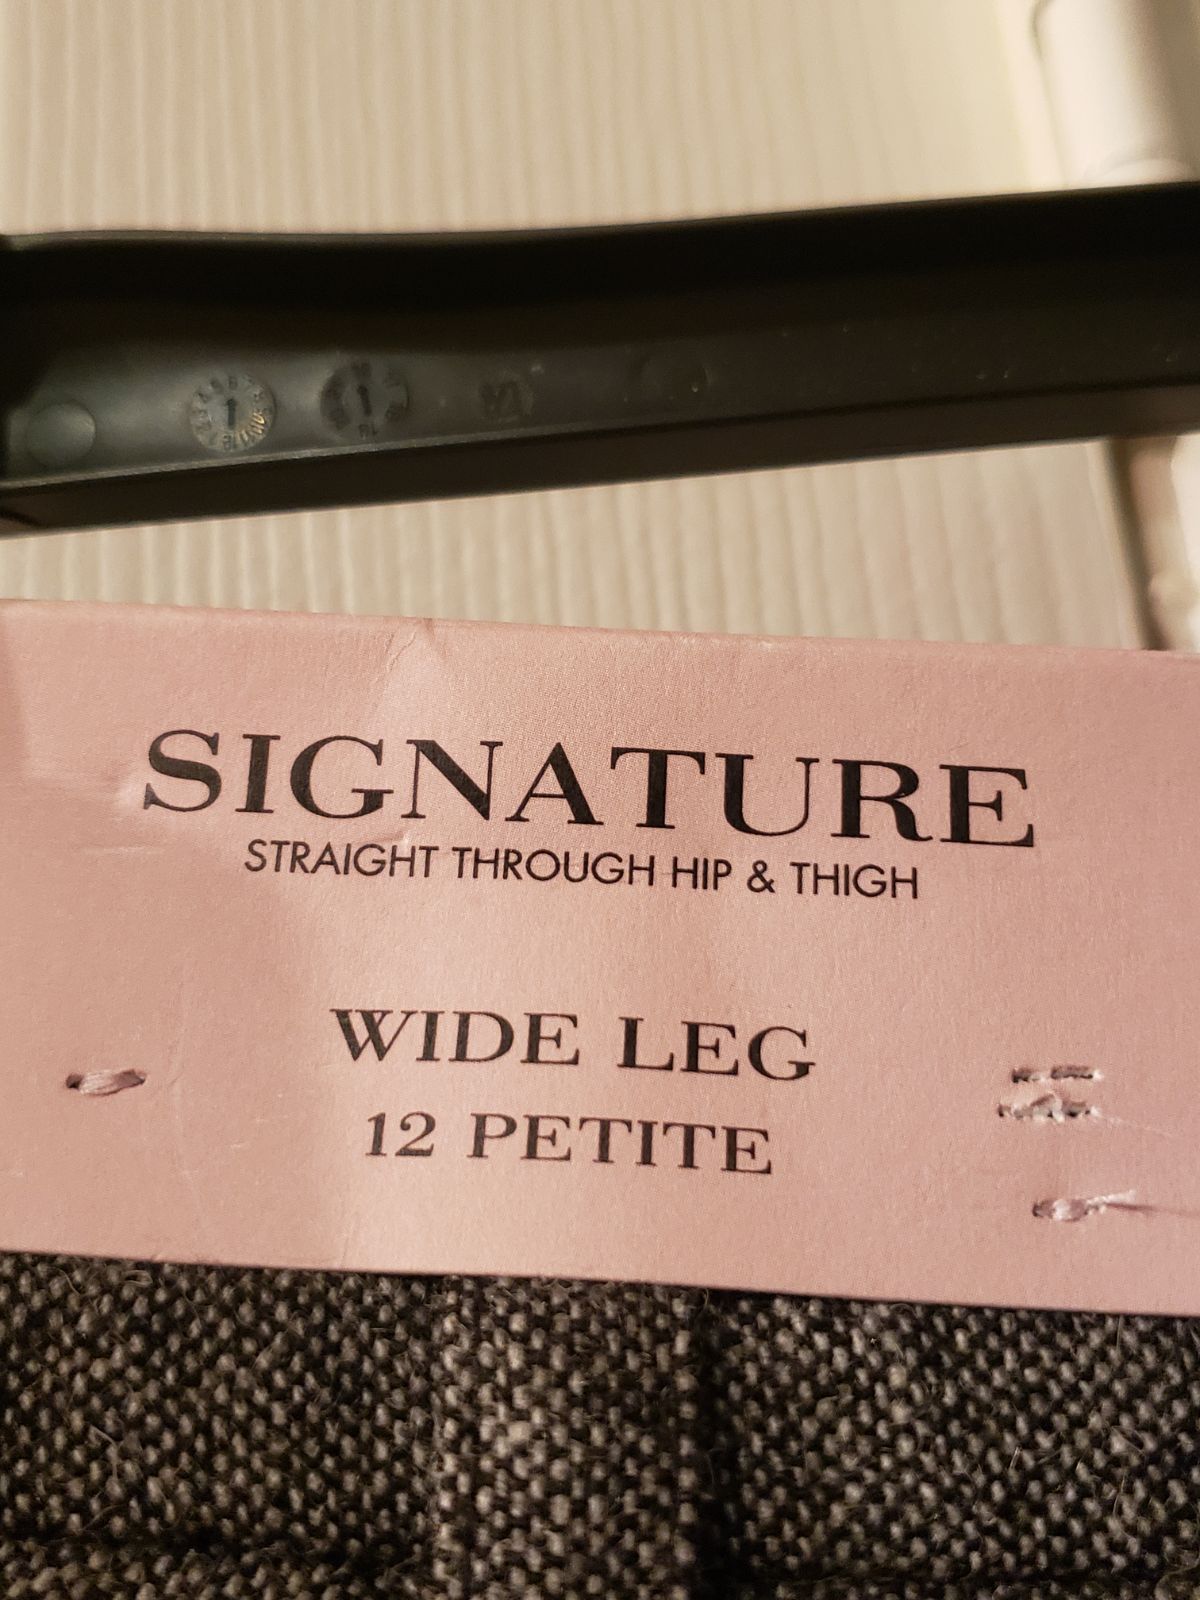 SIGNATURE
STRAIGHT THROUGH HIP & THIGH
WIDE LEG
12 PETITE